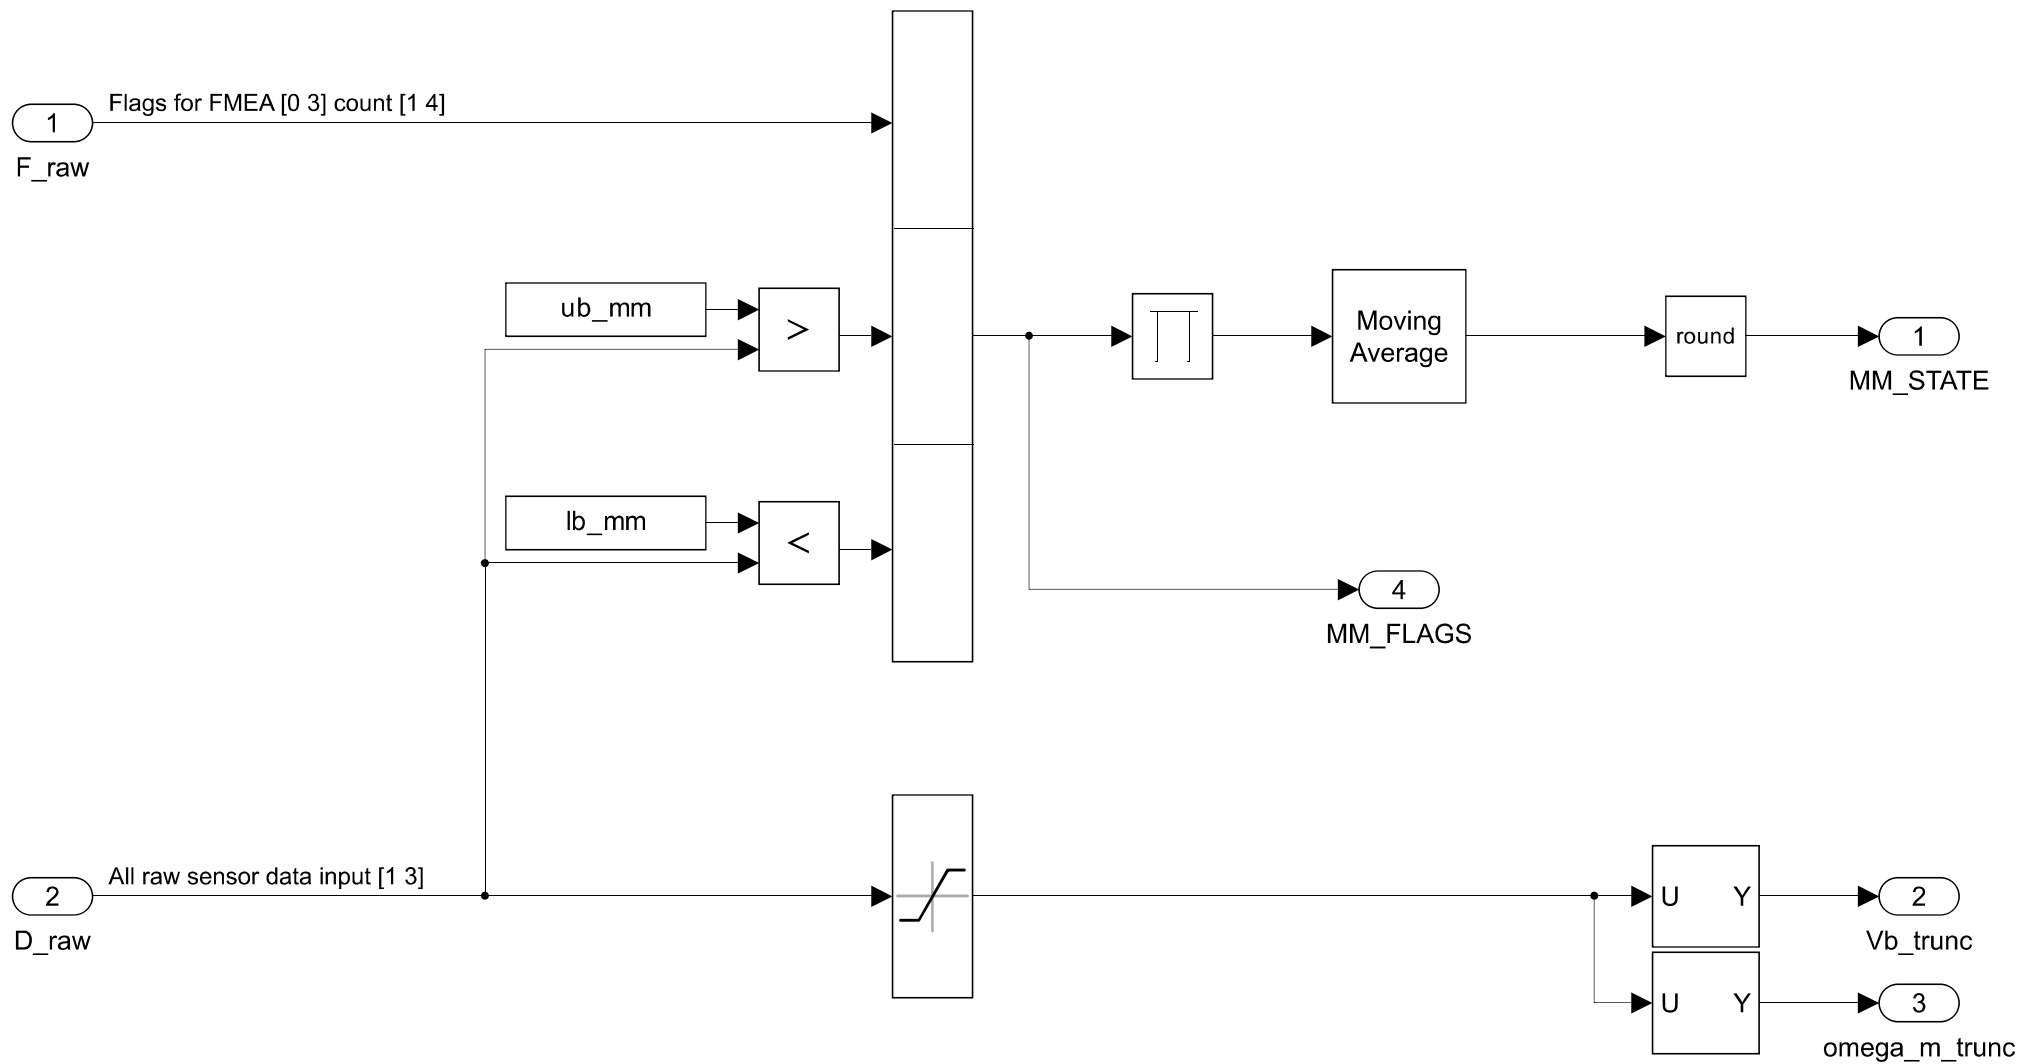 Flags for FMEA [0 3] count [1 4]
1
F_raw
ub_mm
>
Moving
Average
round
1
MM_STATE
lb_mm
<
4
MM_FLAGS
All raw sensor data input [1 3]
2
D_raw
U Y
2
Vb_trunc
U Y
3
omega_m_trunc